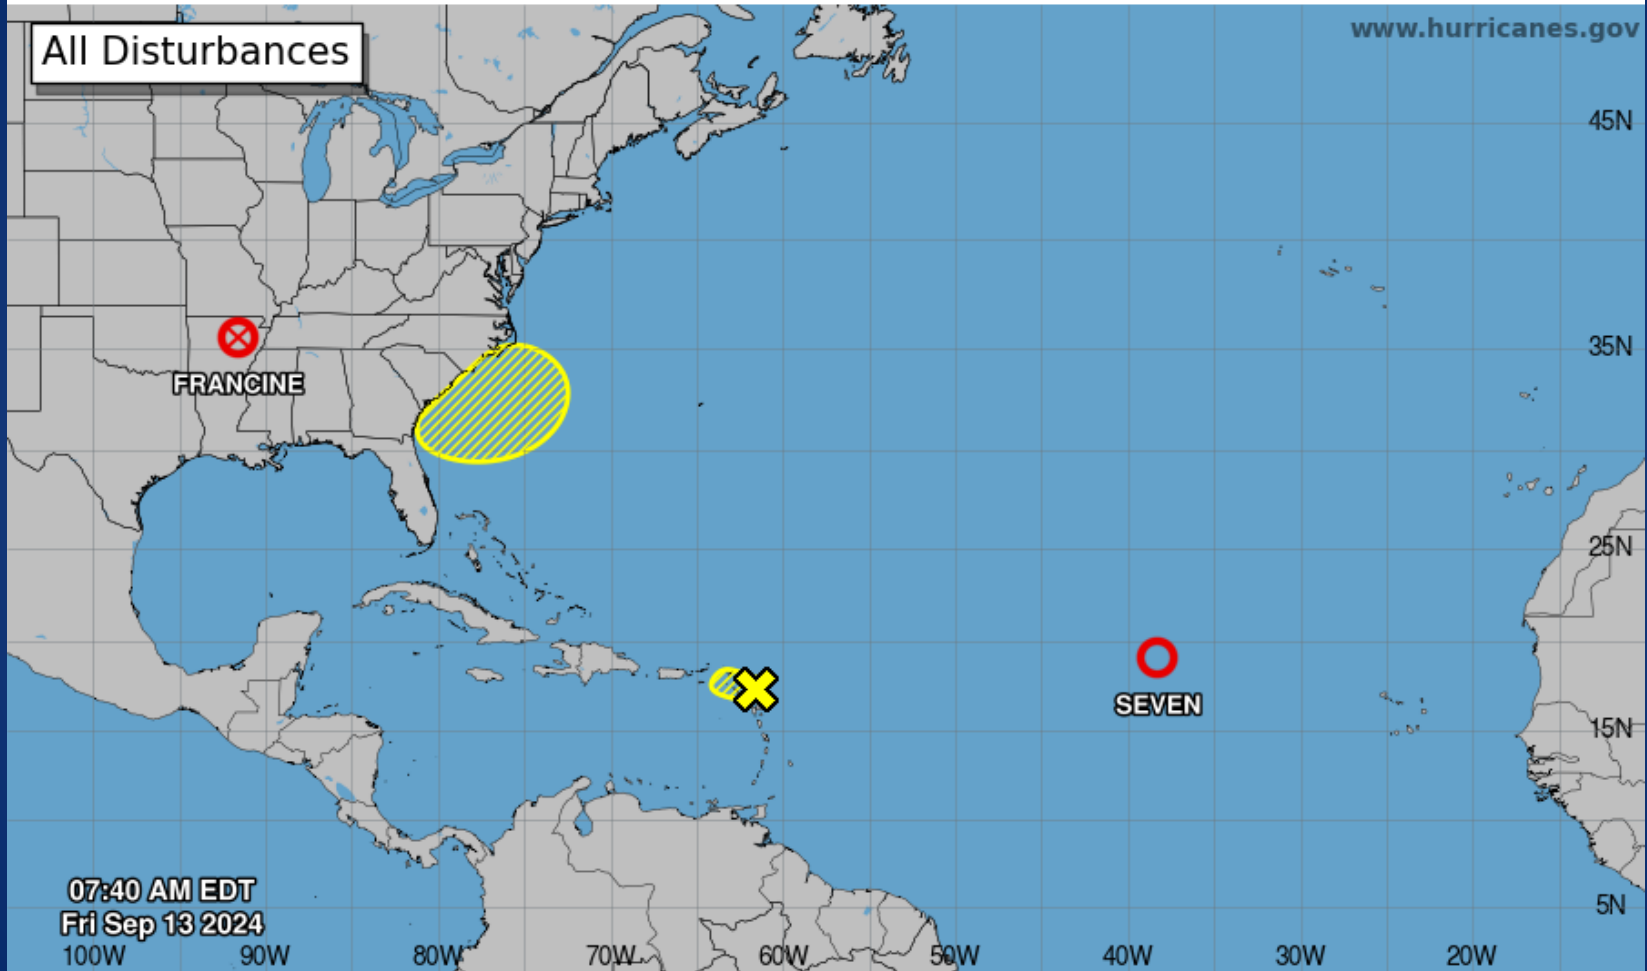 All Disturbances
www.hurricanes.gov
45N
35N
FRANCINE
25N
SEVEN
15N
07:40 AM EDT
Fri Sep 13 2024
5N
100W 90W 80W 70W 60W 50W 40W 30W 20W